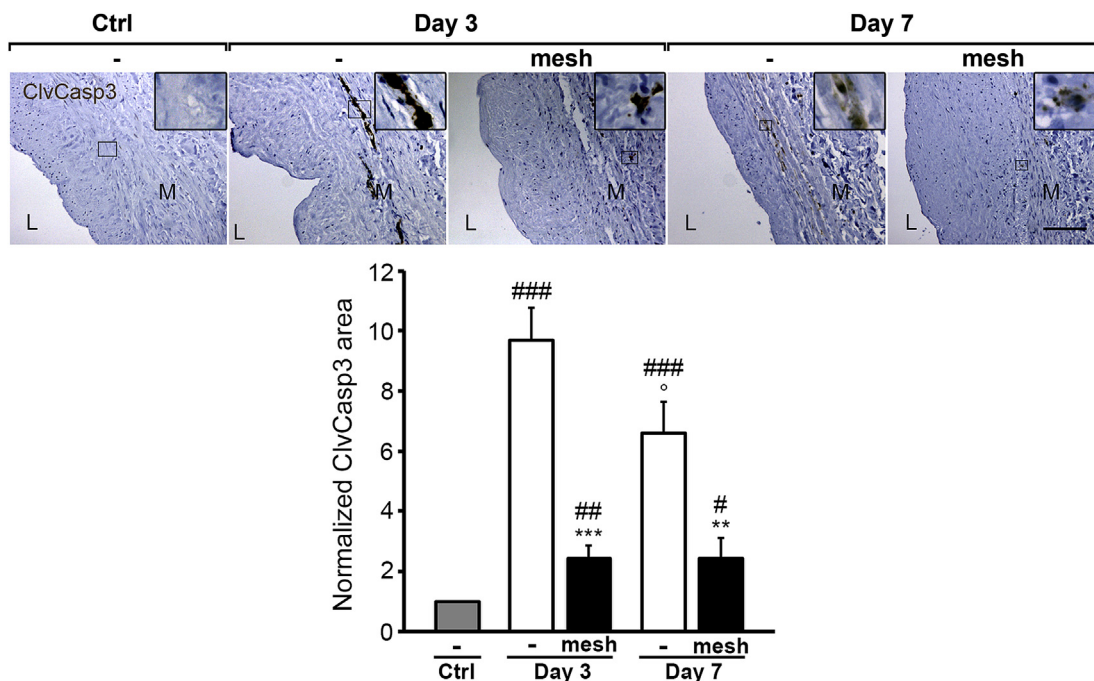 Ctrl Day 3 Day 7
- - mesh - mesh
ClvCasp3
M M M M M
L L L L L
Normalized ClvCasp3 area
12
10
8
6
4
2
0
###
##
***
###
°
#
**
- - mesh - mesh
Ctrl Day 3 Day 7